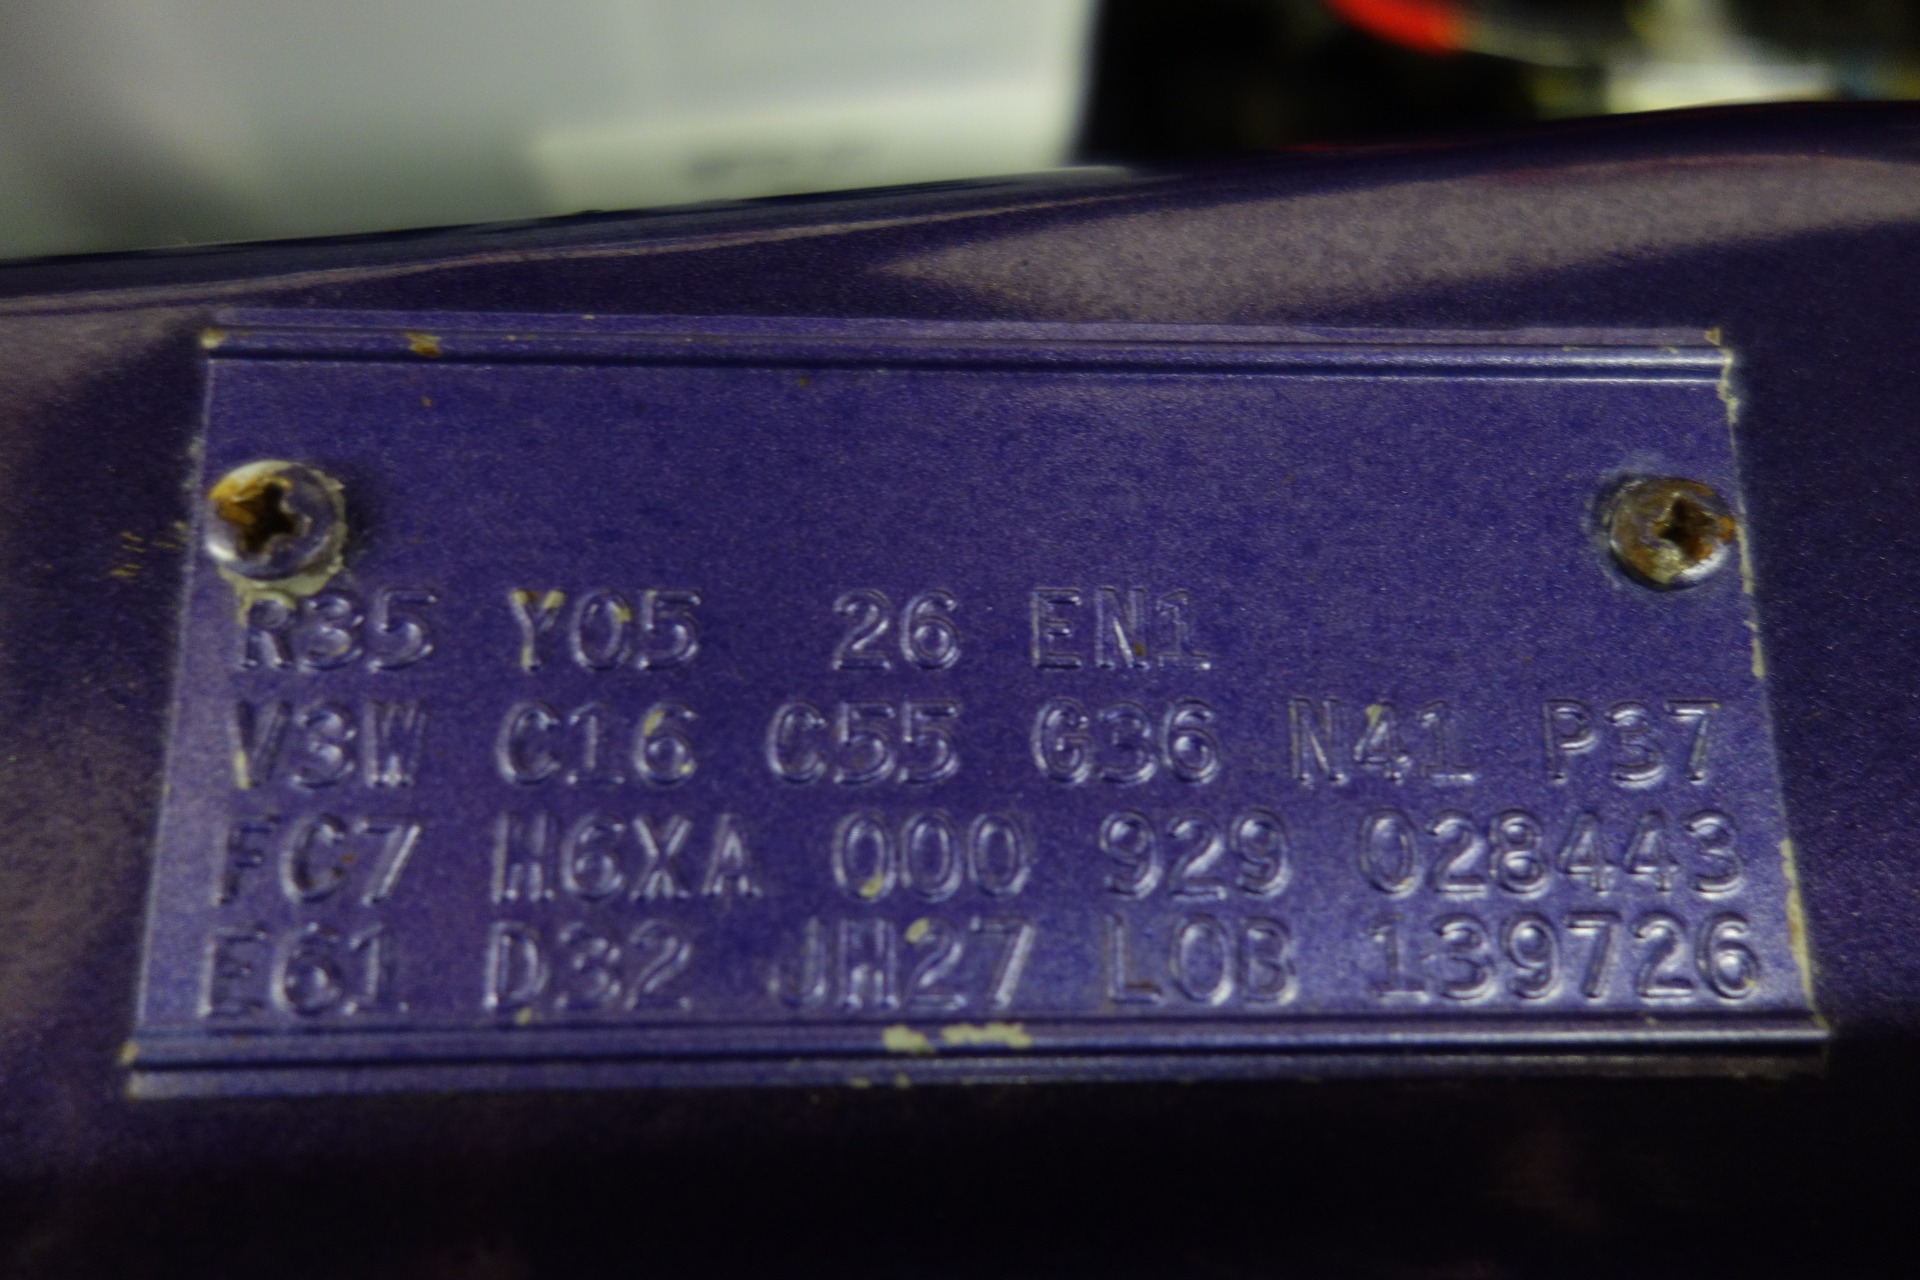 R35 Y05 26 EN1
V3W C16 C55 G36 N41 P37
FC7 H6XA 000 929 028443
E61 D32 JH27 L0B 139726